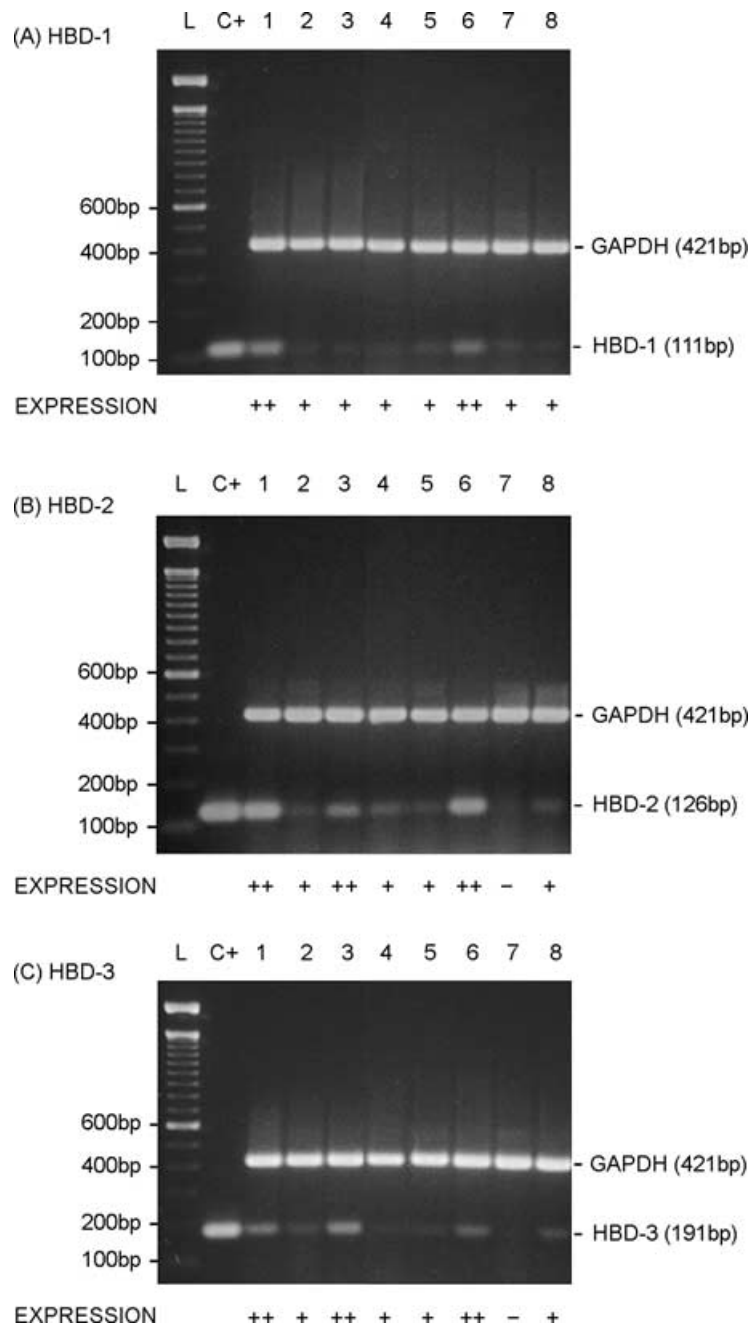 (A) HBD-1
L C+ 1 2 3 4 5 6 7 8
600bp
400bp
200bp
100bp
GAPDH (421bp)
HBD-1 (111bp)
EXPRESSION ++ + + + + ++ + +
(B) HBD-2
L C+ 1 2 3 4 5 6 7 8
600bp
400bp
200bp
100bp
GAPDH (421bp)
HBD-2 (126bp)
EXPRESSION ++ + ++ + + ++ – +
(C) HBD-3
L C+ 1 2 3 4 5 6 7 8
600bp
400bp
200bp
100bp
GAPDH (421bp)
HBD-3 (191bp)
EXPRESSION ++ + ++ + + ++ – +